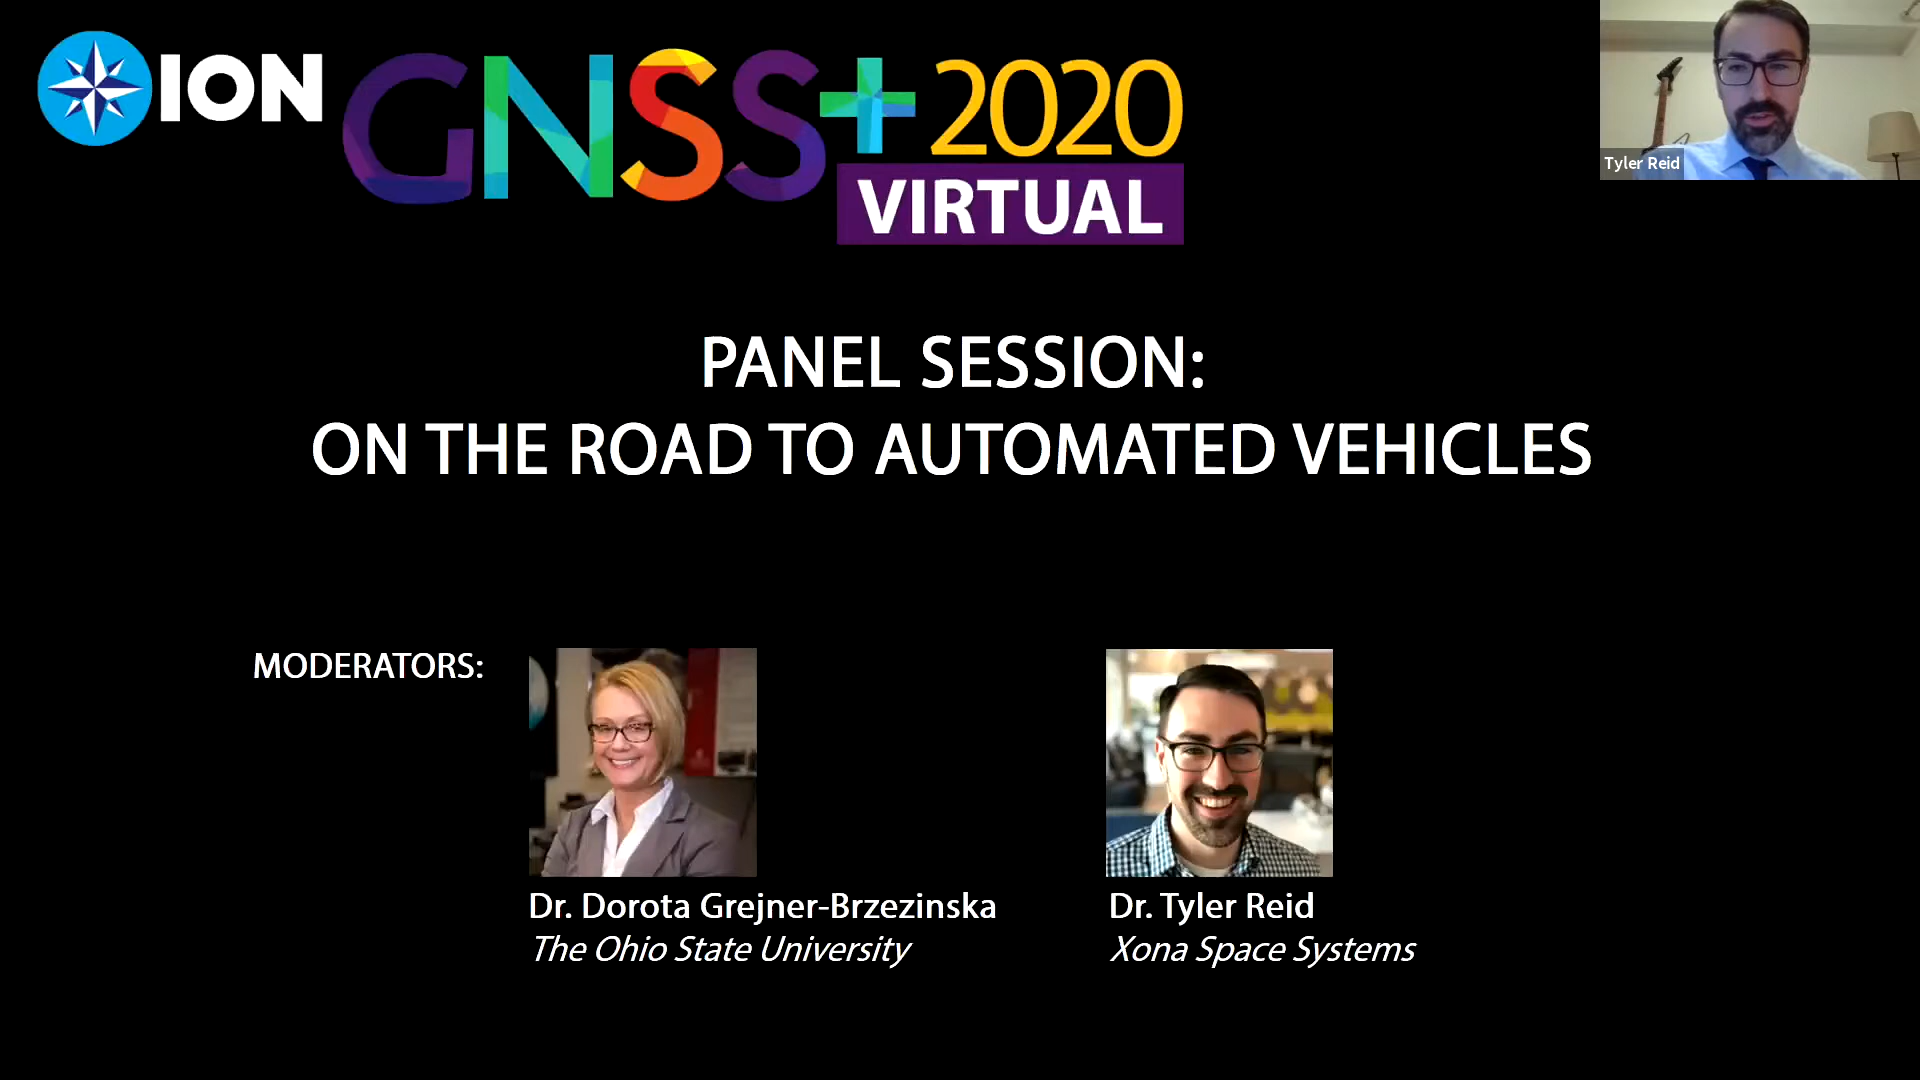 ION GNSS+ 2020
VIRTUAL
Tyler Reid
PANEL SESSION:
ON THE ROAD TO AUTOMATED VEHICLES
MODERATORS:
Dr. Dorota Grejner-Brzezinska
The Ohio State University
Dr. Tyler Reid
Xona Space Systems